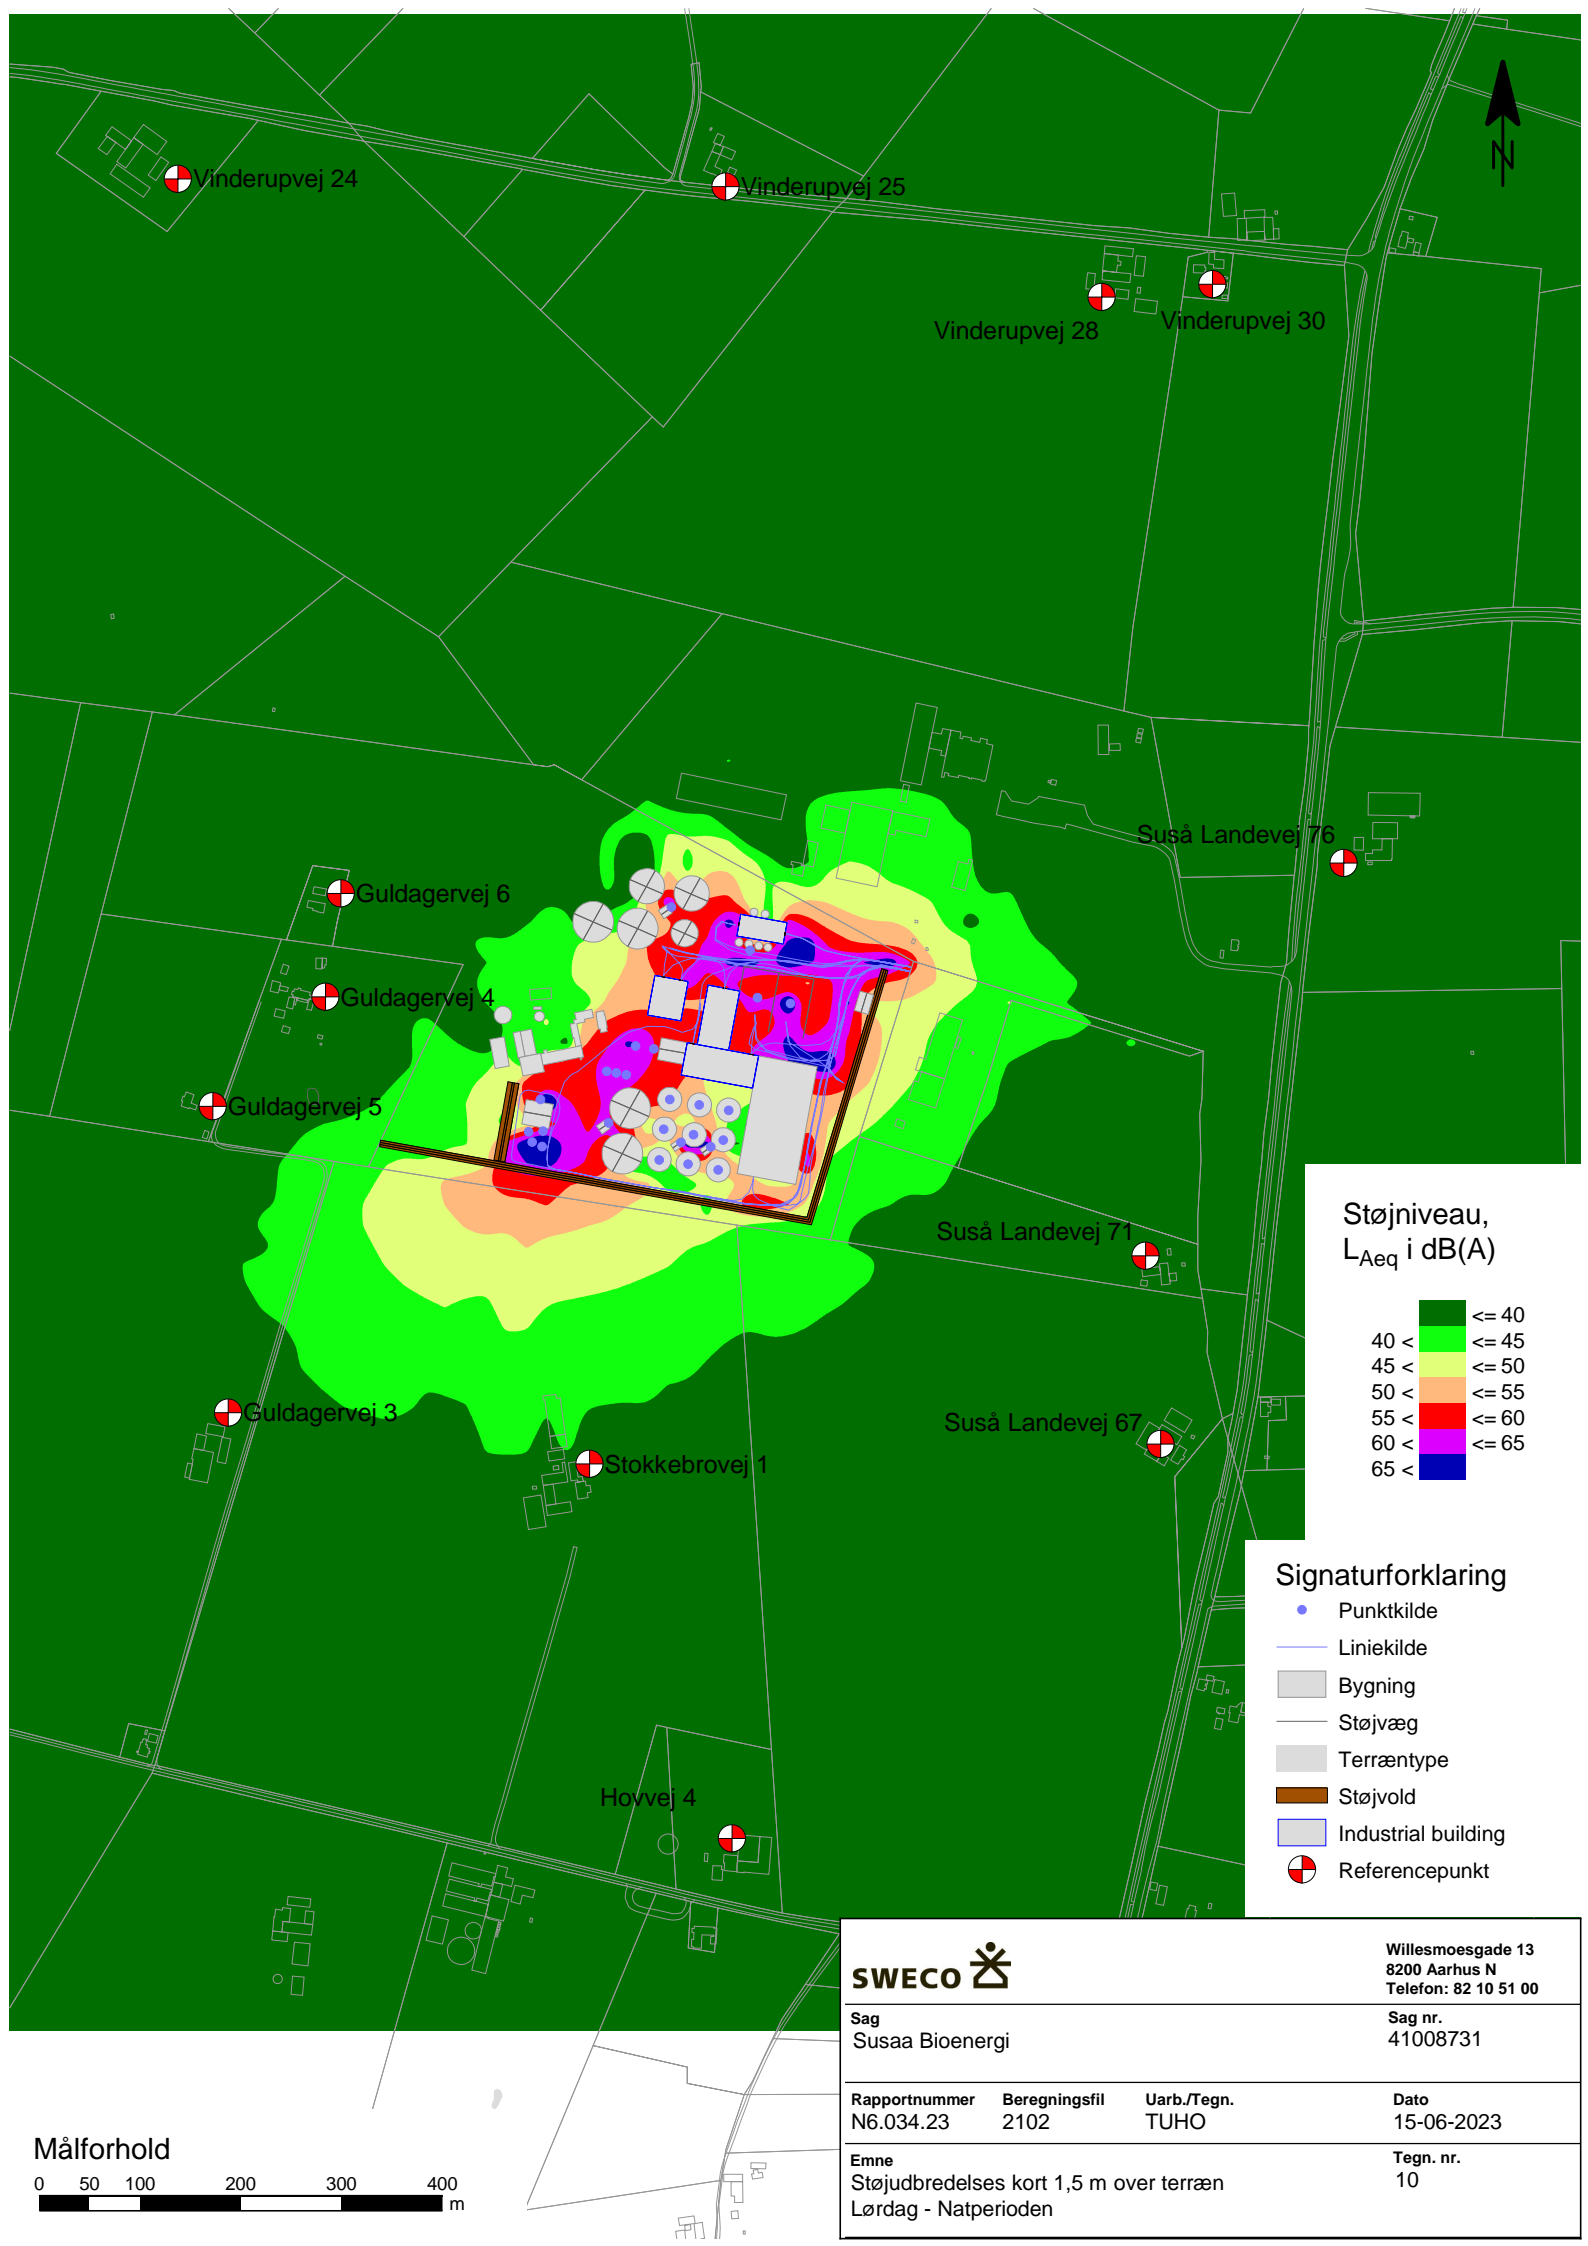 N
Vinderupvej 24
Vinderupvej 25
Vinderupvej 28
Vinderupvej 30
Suså Landevej 76
Guldagervej 6
Guldagervej 4
Guldagervej 5
Suså Landevej 71
Guldagervej 3
Suså Landevej 67
Stokkebrovej 1
Hovvej 4
Støjniveau,
LAeq i dB(A)
<= 40
40 < <= 45
45 < <= 50
50 < <= 55
55 < <= 60
60 < <= 65
65 <
Signaturforklaring
Punktkilde
Liniekilde
Bygning
Støjvæg
Terræntype
Støjvold
Industrial building
Referencepunkt
Målforhold
0 50 100 200 300 400
m
SWECO
Willesmoesgade 13
8200 Aarhus N
Telefon: 82 10 51 00
Sag Sag nr.
Susaa Bioenergi 41008731
Rapportnummer Beregningsfil Uarb./Tegn. Dato
N6.034.23 2102 TUHO 15-06-2023
Emne Tegn. nr.
Støjudbredelses kort 1,5 m over terræn 10
Lørdag - Natperioden